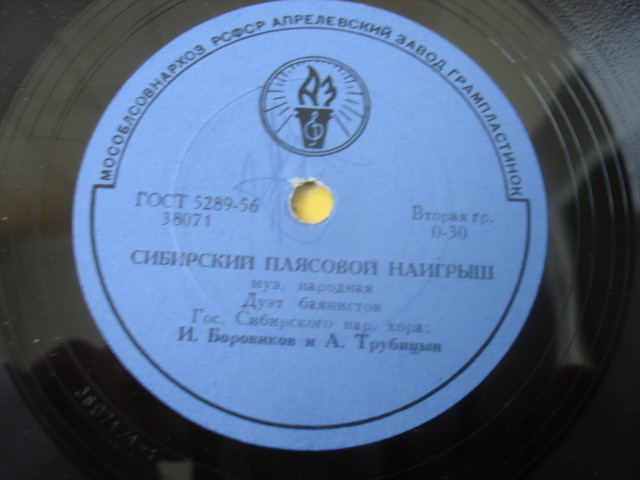 МОСОБЛСОВНАРХОЗ РСФСР АПРЕЛЕВСКИЙ ЗАВОД ГРАМПЛАСТИНОК
АЗ
ГОСТ 5289-56
38071
Вторая гр.
0-30
СИБИРСКИЙ ПЛЯСОВОЙ НАИГРЫШ
муз. народная
Дуэт баянистов
Гос. Сибирского нар. хора:
И. Боровиков и А. Трубицын